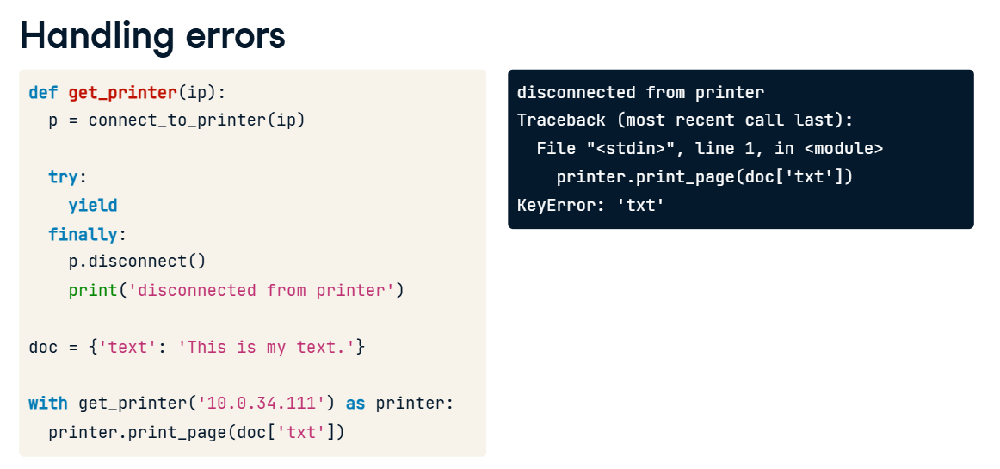 Handling errors
def get_printer(ip):
  p = connect_to_printer(ip)

  try:
    yield
  finally:
    p.disconnect()
    print('disconnected from printer')

doc = {'text': 'This is my text.'}

with get_printer('10.0.34.111') as printer:
  printer.print_page(doc['txt'])
disconnected from printer
Traceback (most recent call last):
  File "<stdin>", line 1, in <module>
    printer.print_page(doc['txt'])
KeyError: 'txt'